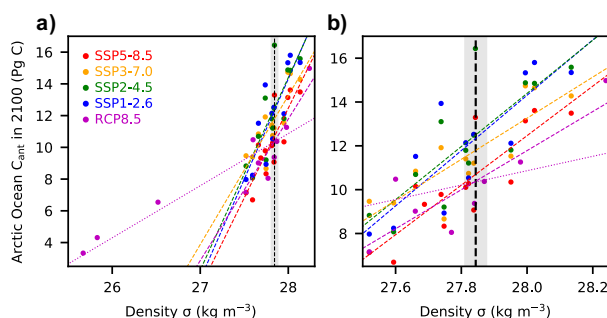 a)
b)
Arctic Ocean C_ant in 2100 (Pg C)
16
14
12
10
8
6
4
SSP5-8.5
SSP3-7.0
SSP2-4.5
SSP1-2.6
RCP8.5
26
27
28
Density σ (kg m⁻³)
16
14
12
10
8
27.6
27.8
28.0
28.2
Density σ (kg m⁻³)